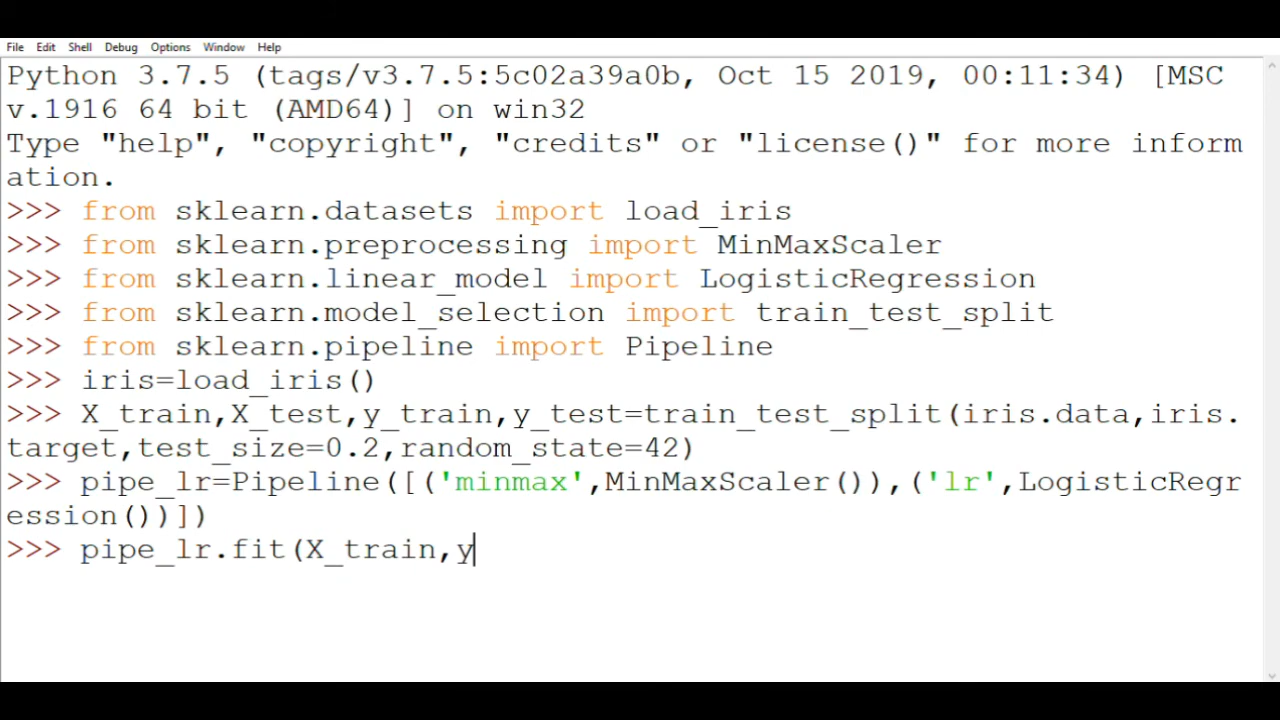 File Edit Shell Debug Options Window Help
Python 3.7.5 (tags/v3.7.5:5c02a39a0b, Oct 15 2019, 00:11:34) [MSC
v.1916 64 bit (AMD64)] on win32
Type "help", "copyright", "credits" or "license()" for more inform
ation.
>>> from sklearn.datasets import load_iris
>>> from sklearn.preprocessing import MinMaxScaler
>>> from sklearn.linear_model import LogisticRegression
>>> from sklearn.model_selection import train_test_split
>>> from sklearn.pipeline import Pipeline
>>> iris=load_iris()
>>> X_train,X_test,y_train,y_test=train_test_split(iris.data,iris.
target,test_size=0.2,random_state=42)
>>> pipe_lr=Pipeline([('minmax',MinMaxScaler()),('lr',LogisticRegr
ession())])
>>> pipe_lr.fit(X_train,y